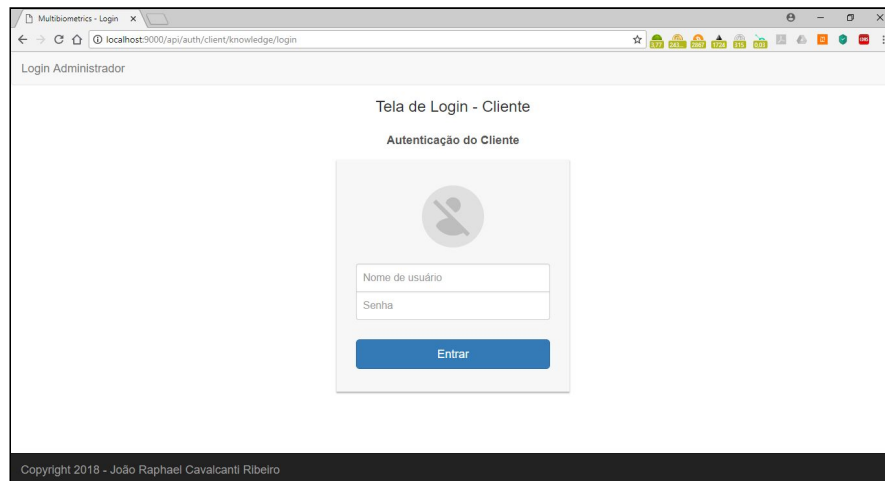 Multibiometrics - Login
localhost:9000/api/auth/client/knowledge/login
Login Administrador
Tela de Login - Cliente
Autenticação do Cliente
Nome de usuário
Senha
Entrar
Copyright 2018 - João Raphael Cavalcanti Ribeiro